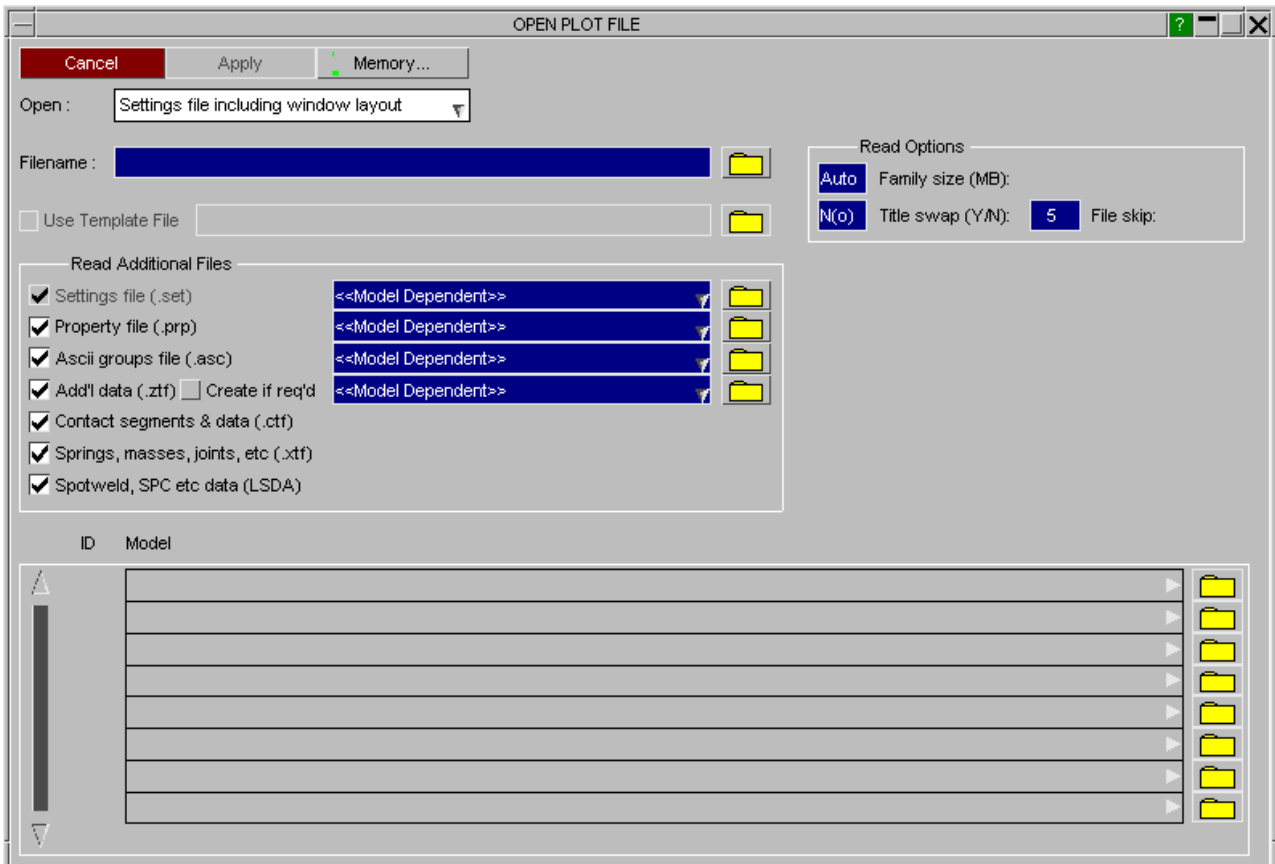 OPEN PLOT FILE ?
Cancel Apply Memory...
Open : Settings file including window layout
Filename :
Read Options
Auto Family size (MB):
N(o) Title swap (Y/N): 5 File skip:
Use Template File
Read Additional Files
Settings file (.set) <<Model Dependent>>
Property file (.prp) <<Model Dependent>>
Ascii groups file (.asc) <<Model Dependent>>
Add'l data (.ztf) Create if req'd <<Model Dependent>>
Contact segments & data (.ctf)
Springs, masses, joints, etc (.xtf)
Spotweld, SPC etc data (LSDA)
ID Model